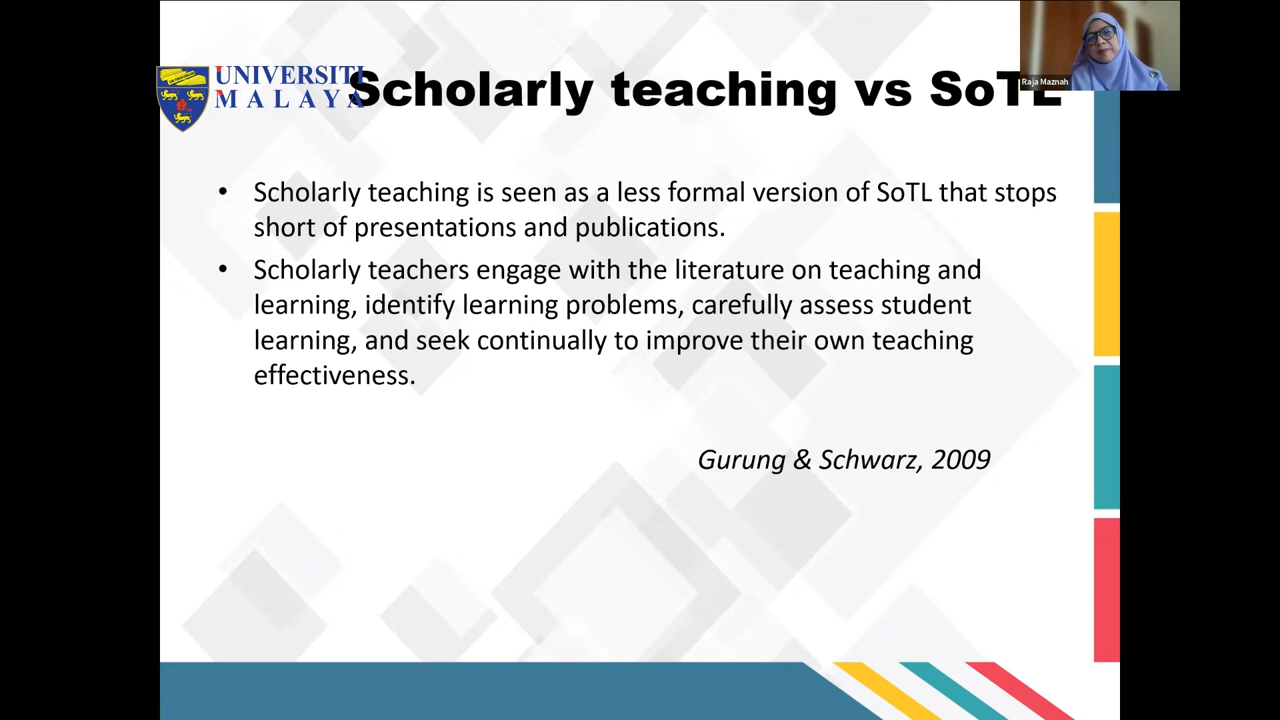 UNIVERSITI
MALAYA
Scholarly teaching vs SoTL
Raja Maznah
• Scholarly teaching is seen as a less formal version of SoTL that stops
short of presentations and publications.
• Scholarly teachers engage with the literature on teaching and
learning, identify learning problems, carefully assess student
learning, and seek continually to improve their own teaching
effectiveness.
Gurung & Schwarz, 2009